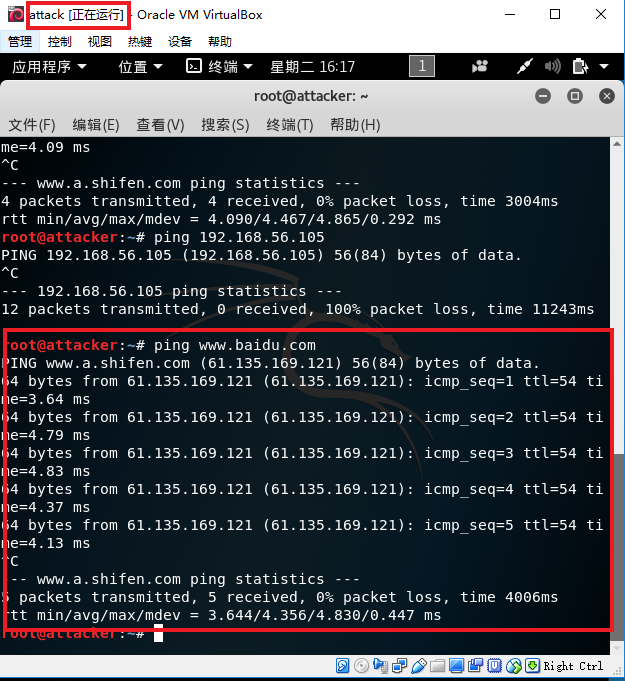 attack [正在运行] - Oracle VM VirtualBox
管理 控制 视图 热键 设备 帮助
应用程序 位置 终端 星期二 16:17 1
root@attacker: ~
文件(F) 编辑(E) 查看(V) 搜索(S) 终端(T) 帮助(H)
me=4.09 ms
^C
--- www.a.shifen.com ping statistics ---
4 packets transmitted, 4 received, 0% packet loss, time 3004ms
rtt min/avg/max/mdev = 4.090/4.467/4.865/0.292 ms
root@attacker:~# ping 192.168.56.105
PING 192.168.56.105 (192.168.56.105) 56(84) bytes of data.
^C
--- 192.168.56.105 ping statistics ---
12 packets transmitted, 0 received, 100% packet loss, time 11243ms
root@attacker:~# ping www.baidu.com
PING www.a.shifen.com (61.135.169.121) 56(84) bytes of data.
64 bytes from 61.135.169.121 (61.135.169.121): icmp_seq=1 ttl=54 ti
me=3.64 ms
64 bytes from 61.135.169.121 (61.135.169.121): icmp_seq=2 ttl=54 ti
me=4.79 ms
64 bytes from 61.135.169.121 (61.135.169.121): icmp_seq=3 ttl=54 ti
me=4.83 ms
64 bytes from 61.135.169.121 (61.135.169.121): icmp_seq=4 ttl=54 ti
me=4.37 ms
64 bytes from 61.135.169.121 (61.135.169.121): icmp_seq=5 ttl=54 ti
me=4.13 ms
^C
--- www.a.shifen.com ping statistics ---
5 packets transmitted, 5 received, 0% packet loss, time 4006ms
rtt min/avg/max/mdev = 3.644/4.356/4.830/0.447 ms
root@attacker:~#
Right Ctrl